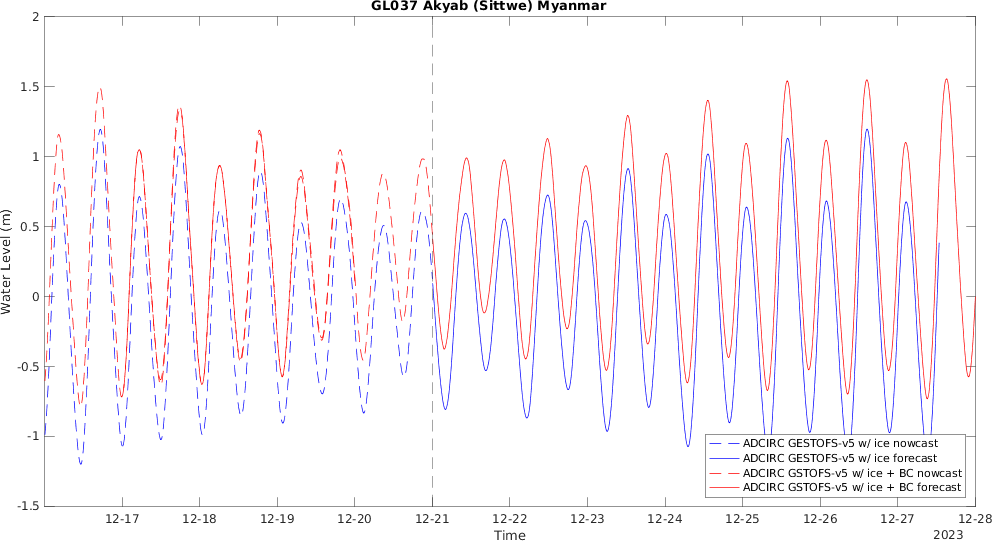 GL037 Akyab (Sittwe) Myanmar
2
1.5
1
0.5
0
-0.5
-1
-1.5
Water Level (m)
ADCIRC GESTOFS-v5 w/ ice nowcast
ADCIRC GESTOFS-v5 w/ ice forecast
ADCIRC GSTOFS-v5 w/ ice + BC nowcast
ADCIRC GSTOFS-v5 w/ ice + BC forecast
12-17 12-18 12-19 12-20 12-21 12-22 12-23 12-24 12-25 12-26 12-27 12-28
Time
2023